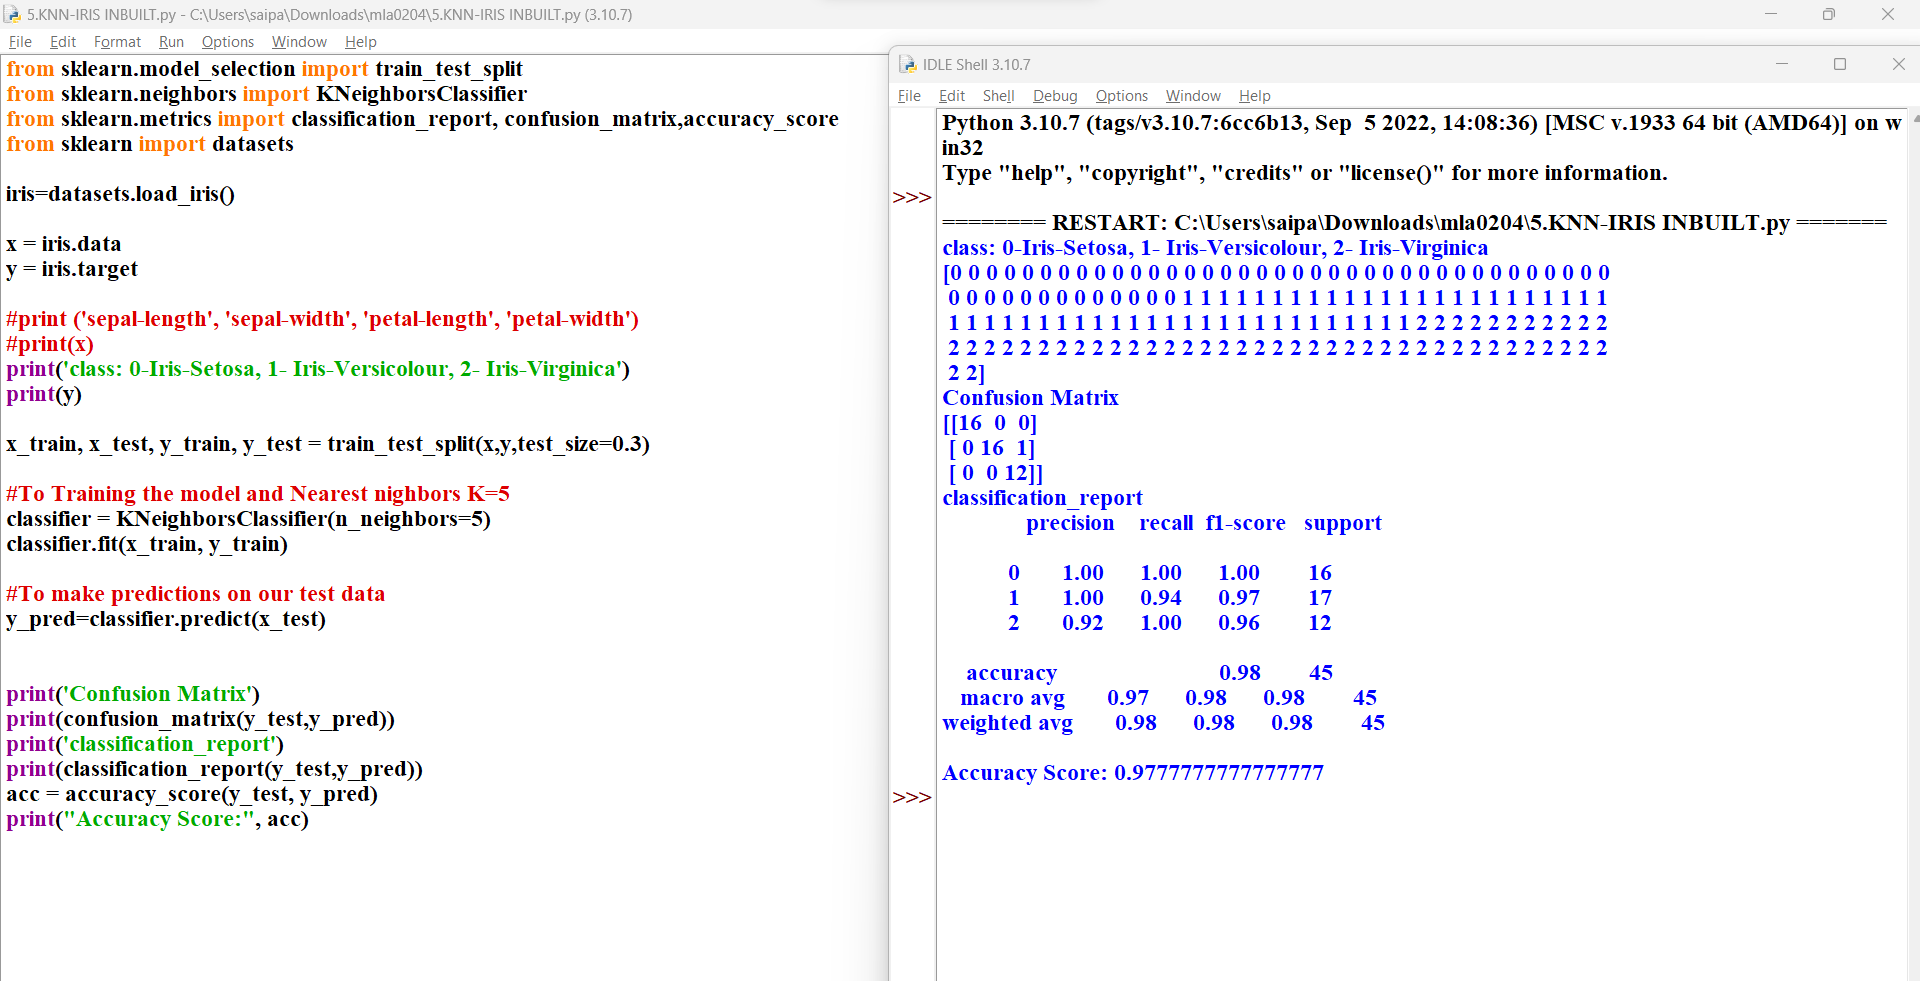 5.KNN-IRIS INBUILT.py - C:\Users\saipa\Downloads\mla0204\5.KNN-IRIS INBUILT.py (3.10.7)
File Edit Format Run Options Window Help
from sklearn.model_selection import train_test_split
from sklearn.neighbors import KNeighborsClassifier
from sklearn.metrics import classification_report, confusion_matrix,accuracy_score
from sklearn import datasets
iris=datasets.load_iris()
x = iris.data
y = iris.target
#print ('sepal-length', 'sepal-width', 'petal-length', 'petal-width')
#print(x)
print('class: 0-Iris-Setosa, 1- Iris-Versicolour, 2- Iris-Virginica')
print(y)
x_train, x_test, y_train, y_test = train_test_split(x,y,test_size=0.3)
#To Training the model and Nearest nighbors K=5
classifier = KNeighborsClassifier(n_neighbors=5)
classifier.fit(x_train, y_train)
#To make predictions on our test data
y_pred=classifier.predict(x_test)
print('Confusion Matrix')
print(confusion_matrix(y_test,y_pred))
print('classification_report')
print(classification_report(y_test,y_pred))
acc = accuracy_score(y_test, y_pred)
print("Accuracy Score:", acc)
IDLE Shell 3.10.7
File Edit Shell Debug Options Window Help
Python 3.10.7 (tags/v3.10.7:6cc6b13, Sep  5 2022, 14:08:36) [MSC v.1933 64 bit (AMD64)] on w
in32
Type "help", "copyright", "credits" or "license()" for more information.
>>>
======== RESTART: C:\Users\saipa\Downloads\mla0204\5.KNN-IRIS INBUILT.py =======
class: 0-Iris-Setosa, 1- Iris-Versicolour, 2- Iris-Virginica
[0 0 0 0 0 0 0 0 0 0 0 0 0 0 0 0 0 0 0 0 0 0 0 0 0 0 0 0 0 0 0 0 0 0 0 0 0
0 0 0 0 0 0 0 0 0 0 0 0 0 1 1 1 1 1 1 1 1 1 1 1 1 1 1 1 1 1 1 1 1 1 1 1 1
1 1 1 1 1 1 1 1 1 1 1 1 1 1 1 1 1 1 1 1 1 1 1 1 1 1 2 2 2 2 2 2 2 2 2 2 2
2 2 2 2 2 2 2 2 2 2 2 2 2 2 2 2 2 2 2 2 2 2 2 2 2 2 2 2 2 2 2 2 2 2 2 2 2
2 2]
Confusion Matrix
[[16 0 0]
[ 0 16 1]
[ 0 0 12]]
classification_report
precision recall f1-score support
0 1.00 1.00 1.00 16
1 1.00 0.94 0.97 17
2 0.92 1.00 0.96 12
accuracy 0.98 45
macro avg 0.97 0.98 0.98 45
weighted avg 0.98 0.98 0.98 45
Accuracy Score: 0.9777777777777777
>>>